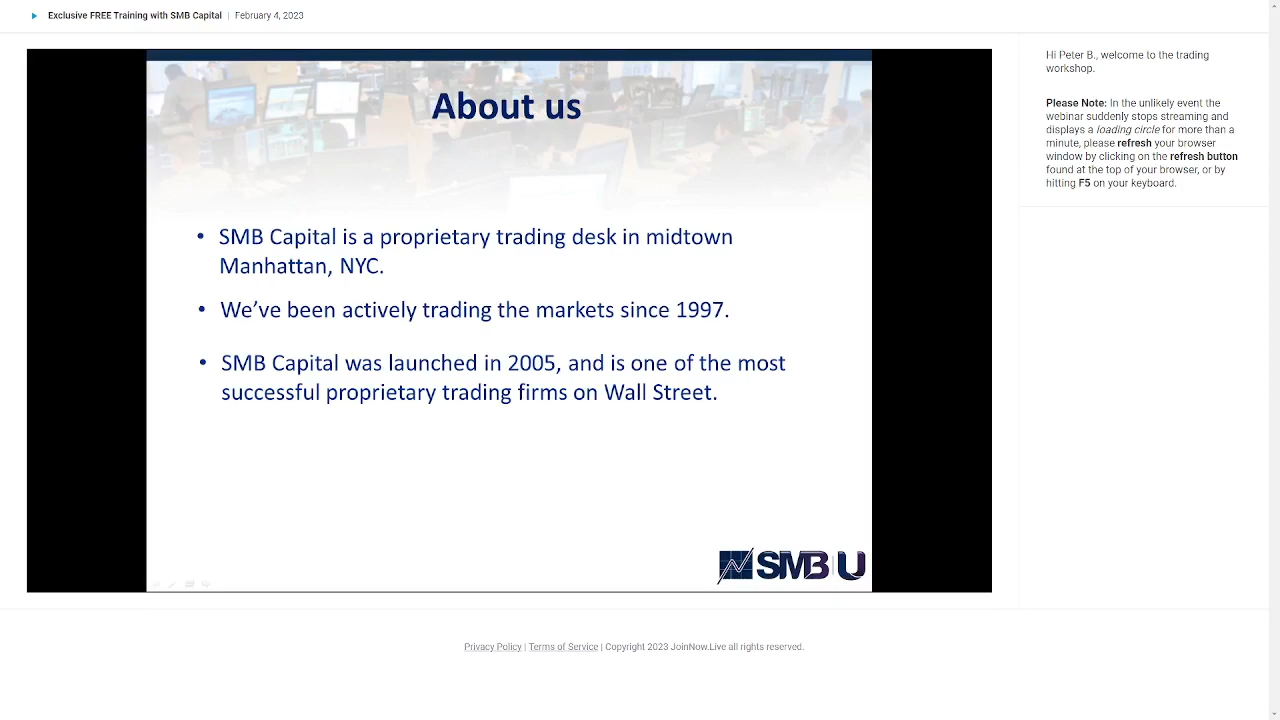 Exclusive FREE Training with SMB Capital | February 4, 2023
About us
• SMB Capital is a proprietary trading desk in midtown
Manhattan, NYC.
• We’ve been actively trading the markets since 1997.
• SMB Capital was launched in 2005, and is one of the most
successful proprietary trading firms on Wall Street.
SMB U
Hi Peter B., welcome to the trading
workshop.
Please Note: In the unlikely event the
webinar suddenly stops streaming and
displays a loading circle for more than a
minute, please refresh your browser
window by clicking on the refresh button
found at the top of your browser, or by
hitting F5 on your keyboard.
Privacy Policy | Terms of Service | Copyright 2023 JoinNow.Live all rights reserved.